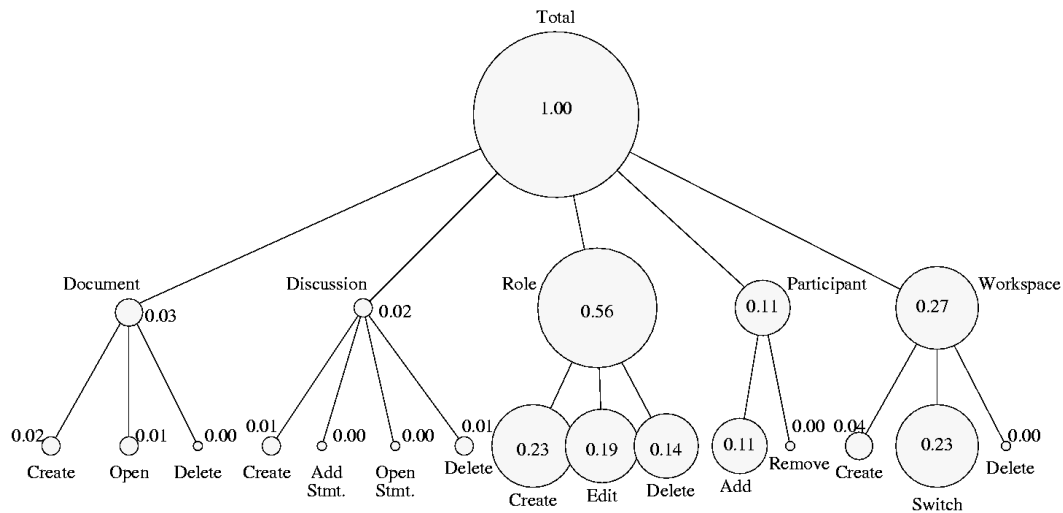 Total
1.00
Document
Discussion
Role
Participant
Workspace
0.03
0.02
0.56
0.11
0.27
0.02
0.01
0.00
0.01
0.00
0.00
0.01
0.23
0.19
0.14
0.11
0.00
0.04
0.23
0.00
Create
Open
Delete
Create
Add
Stmt.
Open
Stmt.
Delete
Create
Edit
Delete
Add
Remove
Create
Switch
Delete